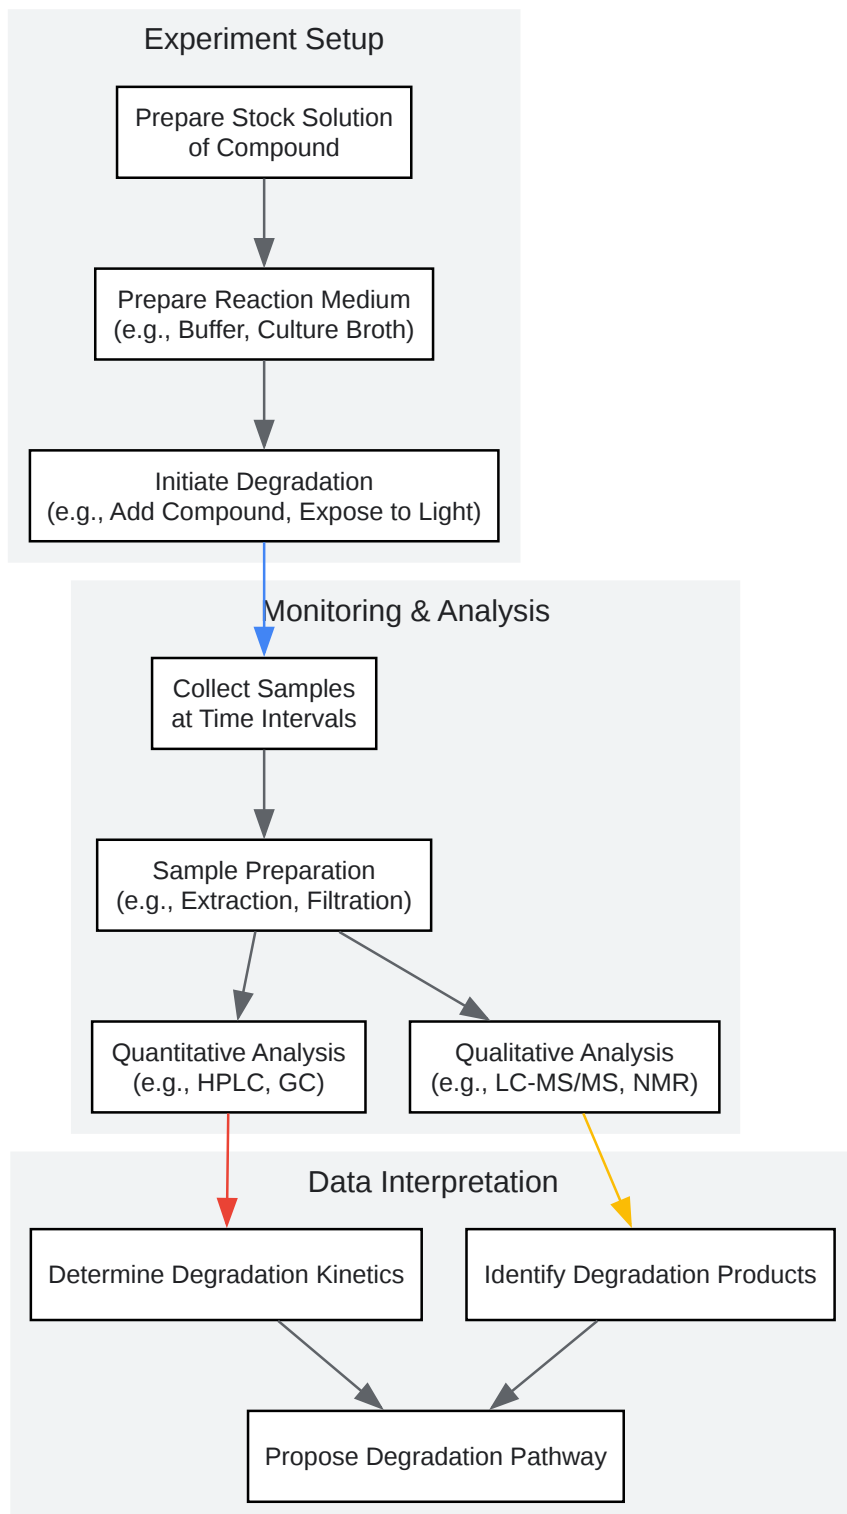 Experiment Setup
Prepare Stock Solution
of Compound
Prepare Reaction Medium
(e.g., Buffer, Culture Broth)
Initiate Degradation
(e.g., Add Compound, Expose to Light)
Monitoring & Analysis
Collect Samples
at Time Intervals
Sample Preparation
(e.g., Extraction, Filtration)
Quantitative Analysis
(e.g., HPLC, GC)
Qualitative Analysis
(e.g., LC-MS/MS, NMR)
Data Interpretation
Determine Degradation Kinetics
Identify Degradation Products
Propose Degradation Pathway